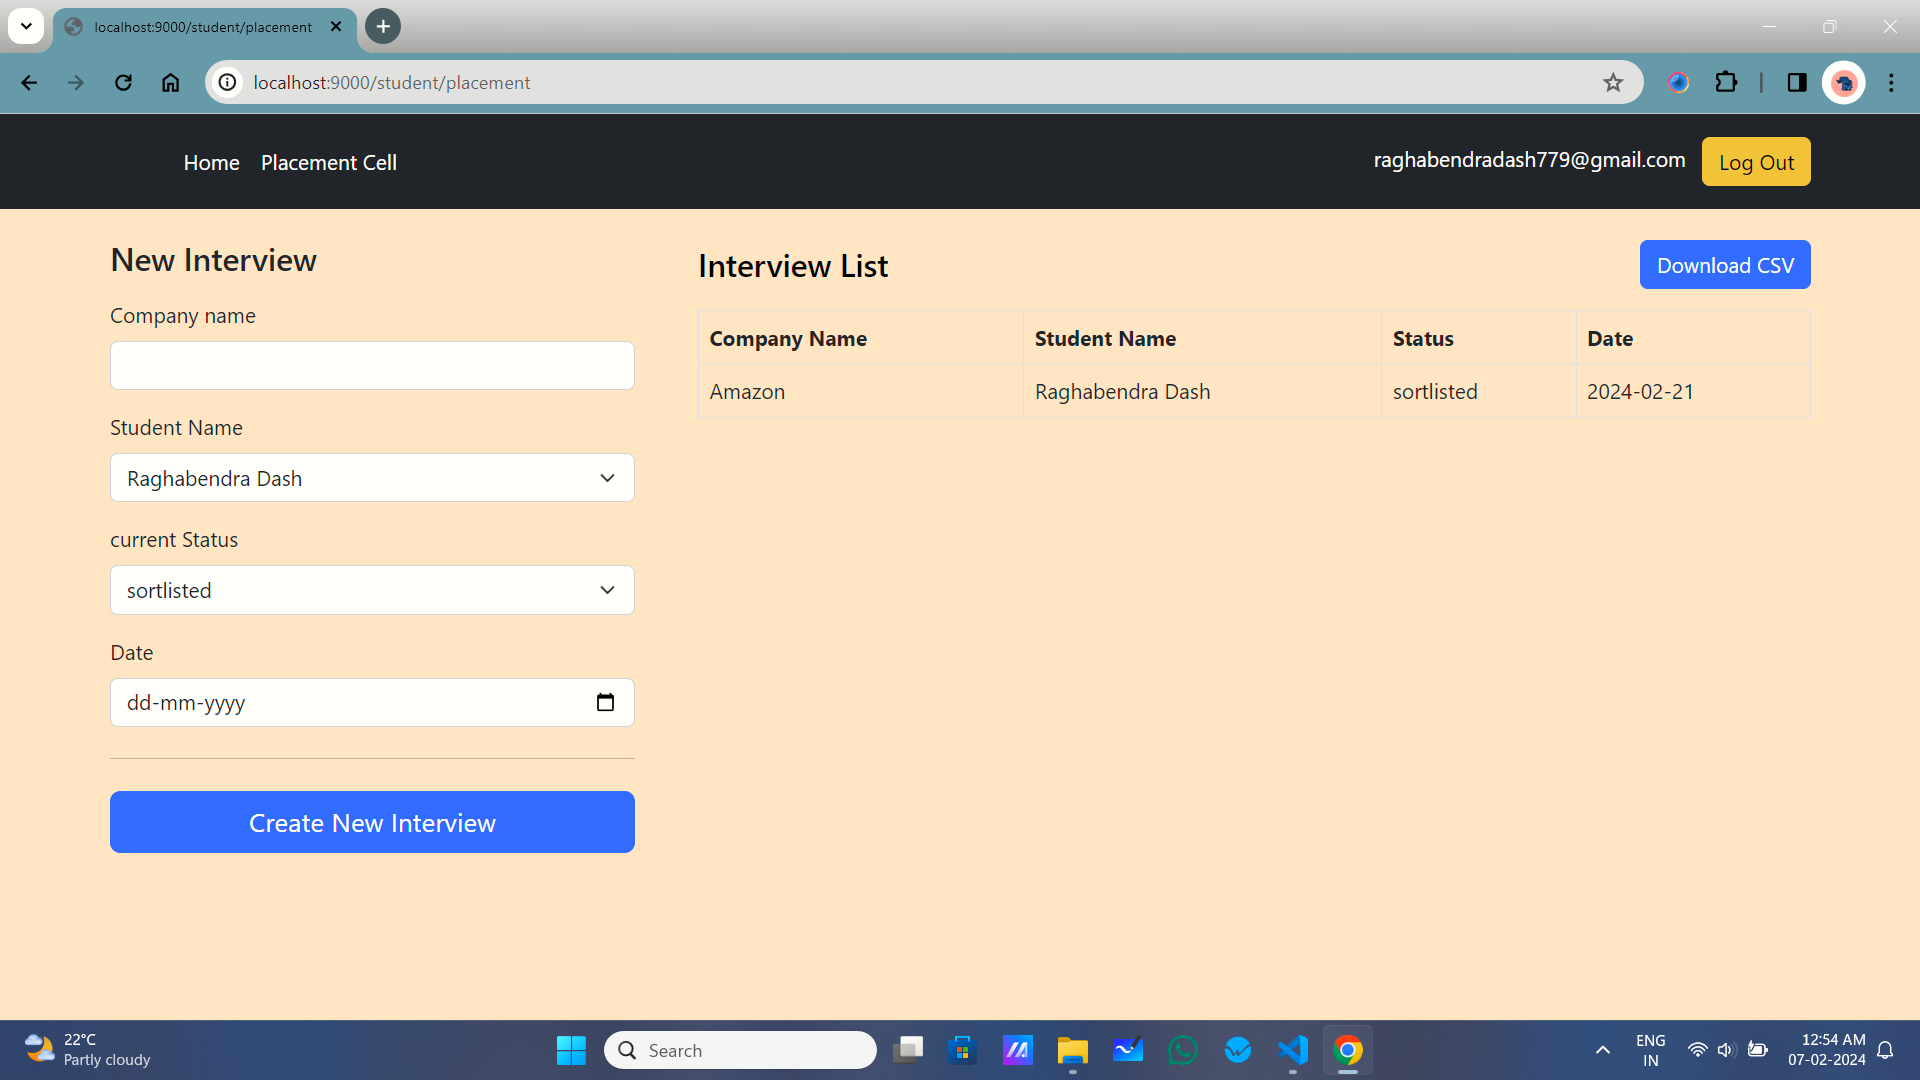 localhost:9000/student/placement
localhost:9000/student/placement
Home Placement Cell raghabendradash779@gmail.com Log Out
New Interview
Company name
Student Name
Raghabendra Dash
current Status
sortlisted
Date
dd-mm-yyyy
Create New Interview
Interview List Download CSV
Company Name Student Name Status Date
Amazon Raghabendra Dash sortlisted 2024-02-21
22°C
Partly cloudy
Search
ENG
IN
12:54 AM
07-02-2024